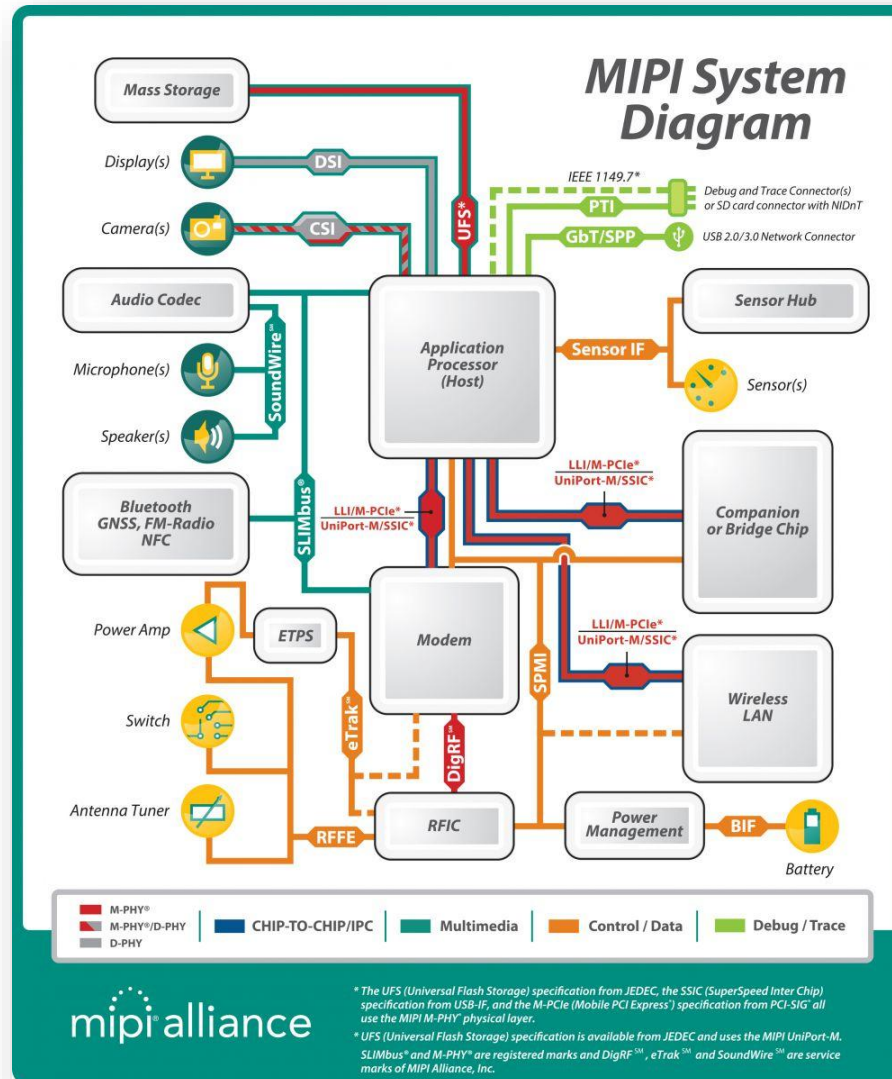 MIPI System
Diagram
Mass Storage
Display(s)
DSI
Camera(s)
CSI
UFS*
IEEE 1149.7*
PTI
Debug and Trace Connector(s)
or SD card connector with NIDnT
GbT/SPP
USB 2.0/3.0 Network Connector
Audio Codec
Application
Processor
(Host)
Sensor IF
Sensor Hub
Microphone(s)
SoundWire℠
Sensor(s)
Speaker(s)
Bluetooth
GNSS, FM-Radio
NFC
SLIMbus®
LLI/M-PCIe*
UniPort-M/SSIC*
LLI/M-PCIe*
UniPort-M/SSIC*
Companion
or Bridge Chip
Power Amp
ETPS
Modem
LLI/M-PCIe*
UniPort-M/SSIC*
SPMI
Wireless
LAN
Switch
eTrak℠
DigRF℠
Antenna Tuner
RFFE
RFIC
Power
Management
BIF
Battery
M-PHY®
M-PHY®/D-PHY
D-PHY
CHIP-TO-CHIP/IPC
Multimedia
Control / Data
Debug / Trace
mipi® alliance
* The UFS (Universal Flash Storage) specification from JEDEC, the SSIC (SuperSpeed Inter Chip)
specification from USB-IF, and the M-PCIe (Mobile PCI Express®) specification from PCI-SIG® all
use the MIPI M-PHY® physical layer.
* UFS (Universal Flash Storage) specification is available from JEDEC and uses the MIPI UniPort-M.
SLIMbus® and M-PHY® are registered marks and DigRF ℠, eTrak ℠ and SoundWire ℠ are service
marks of MIPI Alliance, Inc.